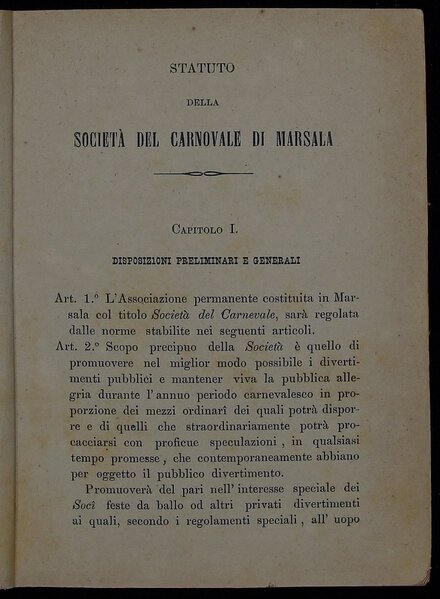 STATUTO
DELLA
SOCIETÀ DEL CARNOVALE DI MARSALA
CAPITOLO I.
DISPOSIZIONI PRELIMINARI E GENERALI
Art. 1.º L'Associazione permanente costituita in Mar-
sala col titolo Società del Carnevale, sarà regolata
dalle norme stabilite nei seguenti articoli.
Art. 2.º Scopo precipuo della Società è quello di
promuovere nel miglior modo possibile i diverti-
menti pubblici e mantener viva la pubblica alle-
gria durante l'annuo periodo carnevalesco in pro-
porzione dei mezzi ordinari dei quali potrà dispor-
re e di quelli che straordinariamente potrà pro-
cacciarsi con proficue speculazioni, in qualsiasi
tempo promesse, che contemporaneamente abbiano
per oggetto il pubblico divertimento.
Promuoverà del pari nell'interesse speciale dei
Socî feste da ballo od altri privati divertimenti
ai quali, secondo i regolamenti speciali, all'uopo